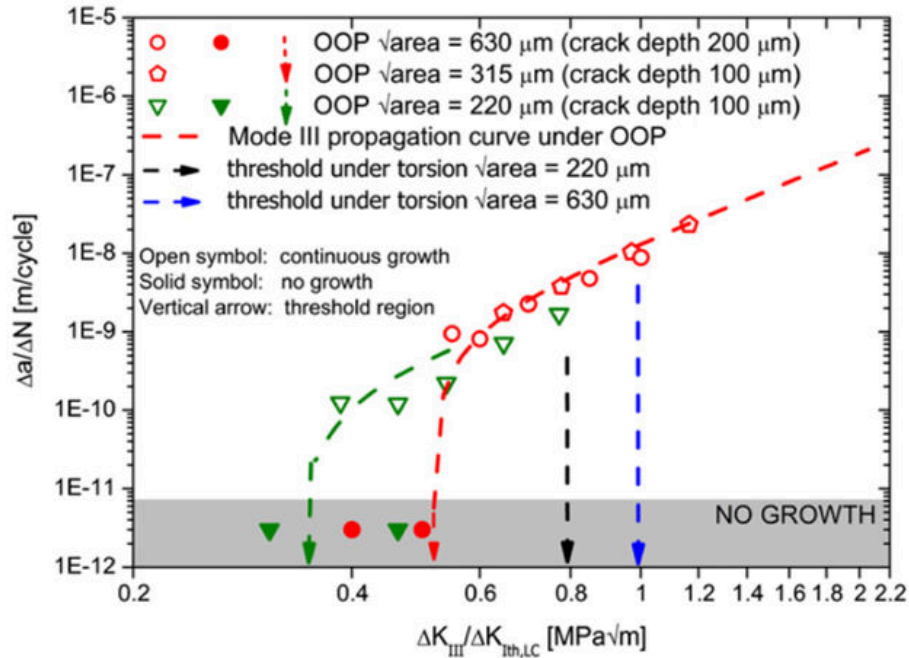 1E-5
1E-6
1E-7
1E-8
1E-9
1E-10
1E-11
1E-12
Δa/ΔN [m/cycle]
OOP √area = 630 μm (crack depth 200 μm)
OOP √area = 315 μm (crack depth 100 μm)
OOP √area = 220 μm (crack depth 100 μm)
Mode III propagation curve under OOP
threshold under torsion √area = 220 μm
threshold under torsion √area = 630 μm
Open symbol: continuous growth
Solid symbol: no growth
Vertical arrow: threshold region
NO GROWTH
0.2 0.4 0.6 0.8 1 1.2 1.4 1.6 1.8 2 2.2
ΔK_III/ΔK_Ith,LC [MPa√m]